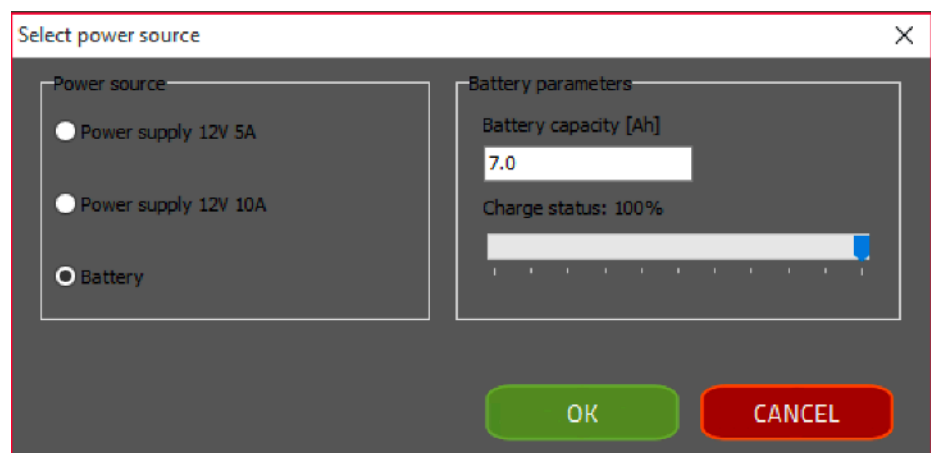 Select power source
Power source
Power supply 12V 5A
Power supply 12V 10A
Battery
Battery parameters
Battery capacity [Ah]
7.0
Charge status: 100%
OK
CANCEL